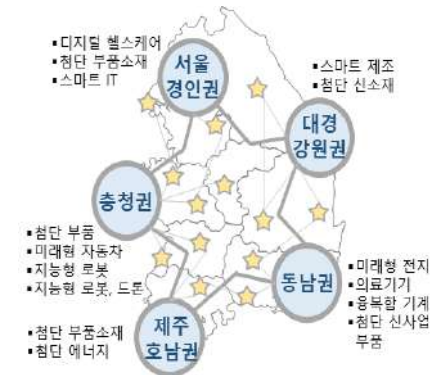 ▪디지털 헬스케어
▪첨단 부품소재
▪스마트 IT
서울
경인권
▪스마트 제조
▪첨단 신소재
대경
강원권
충청권
▪첨단 부품
▪미래형 자동차
▪지능형 로봇
▪지능형 로봇, 드론
동남권
▪미래형 전지
▪의료기기
▪융복합 기계
▪첨단 신사업
부품
▪첨단 부품소재
▪첨단 에너지
제주
호남권